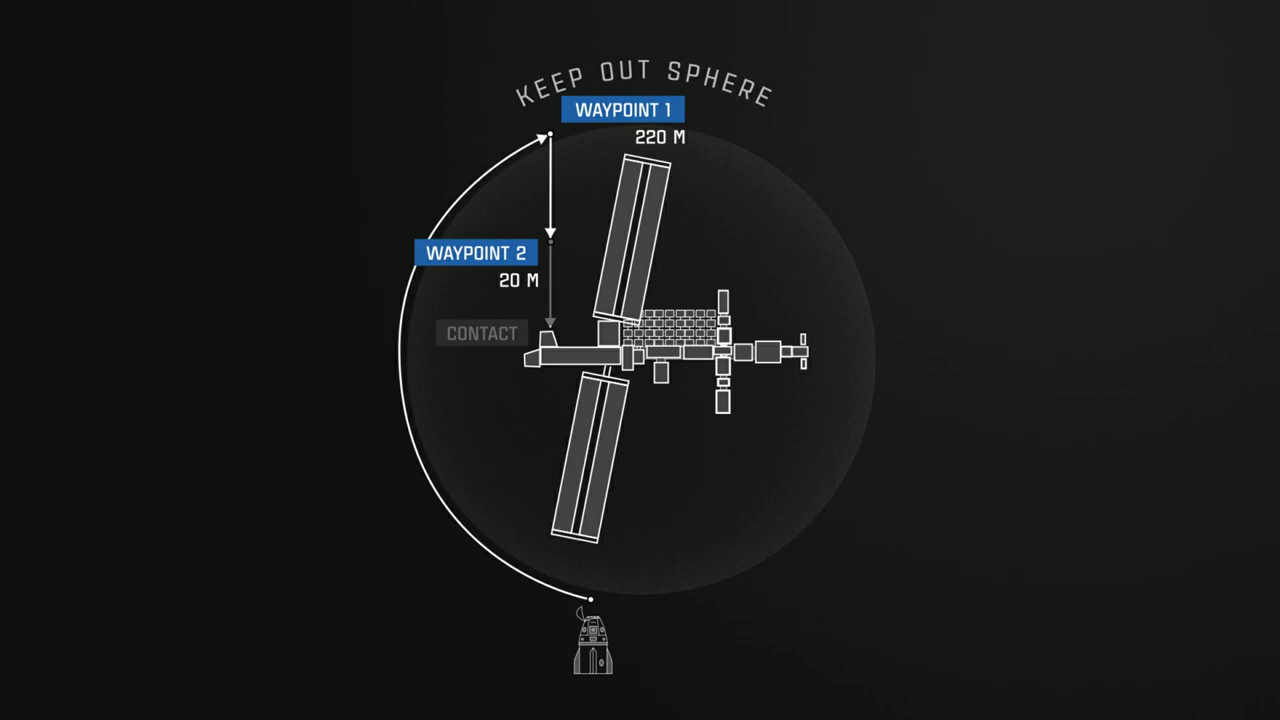 KEEP OUT SPHERE
WAYPOINT 1
220 M
WAYPOINT 2
20 M
CONTACT